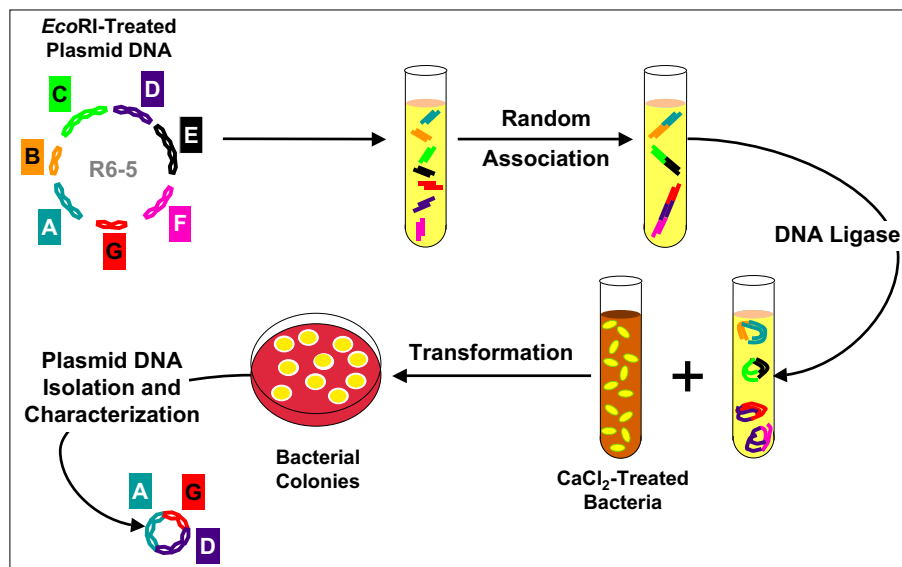 EcoRI-Treated
Plasmid DNA
C
D
B
E
R6-5
A
F
G
Random
Association
DNA Ligase
Transformation
+
Plasmid DNA
Isolation and
Characterization
Bacterial
Colonies
CaCl₂-Treated
Bacteria
A
G
D